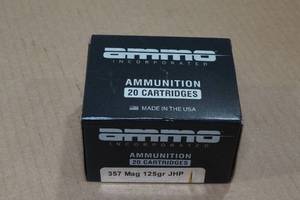 ammo
INCORPORATED
AMMUNITION
20 CARTRIDGES
MADE IN THE USA
ammo
INCORPORATED
AMMUNITION
20 CARTRIDGES
357 Mag 125gr JHP